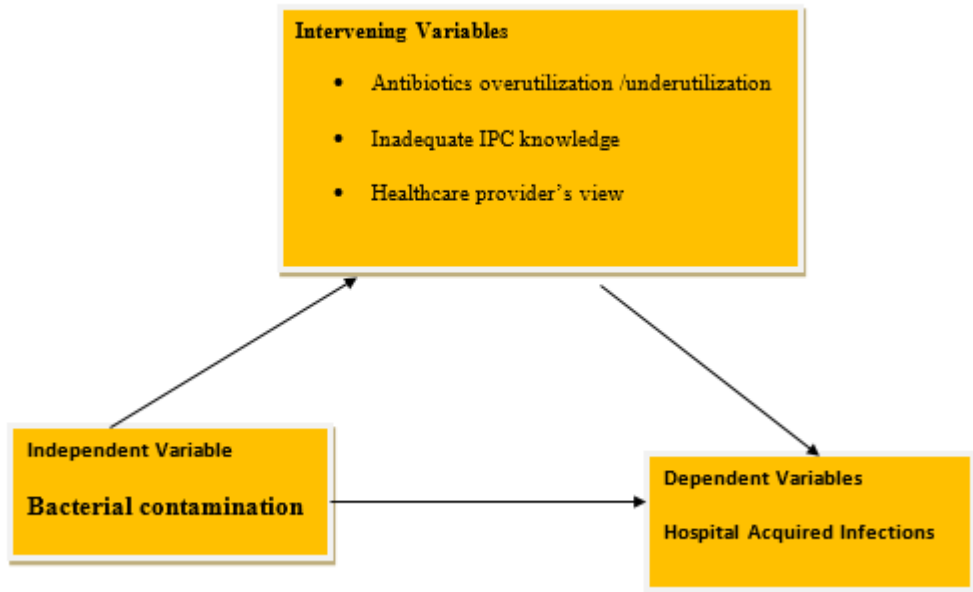 Intervening Variables
• Antibiotics overutilization /underutilization
• Inadequate IPC knowledge
• Healthcare provider’s view
Independent Variable
Bacterial contamination
Dependent Variables
Hospital Acquired Infections